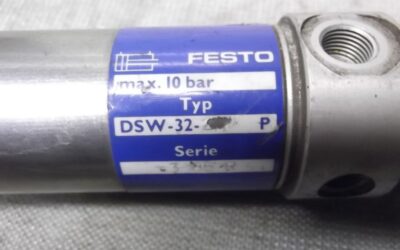 FESTO
max. 10 bar
Typ
DSW-32- P
Serie